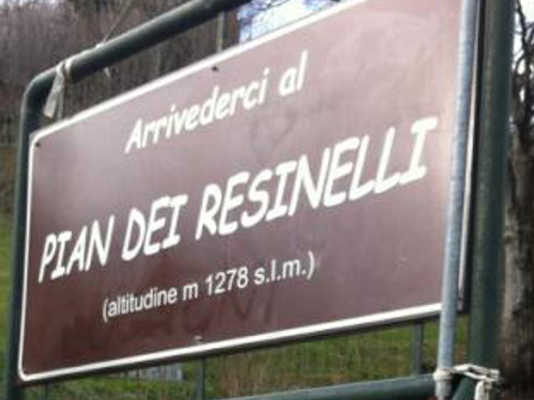 Arrivederci al
PIAN DEI RESINELLI
(altitudine m 1278 s.l.m.)